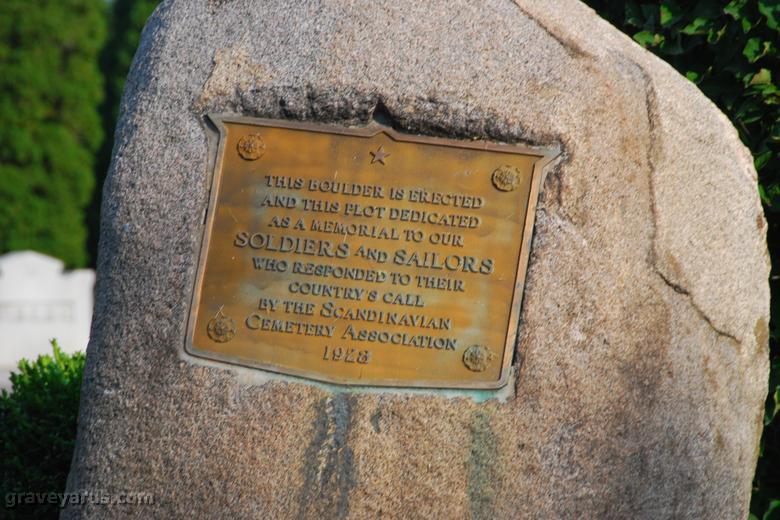 THIS BOULDER IS ERECTED
AND THIS PLOT DEDICATED
AS A MEMORIAL TO OUR
SOLDIERS AND SAILORS
WHO RESPONDED TO THEIR
COUNTRY'S CALL
BY THE SCANDINAVIAN
CEMETERY ASSOCIATION
1928
graveyards.com